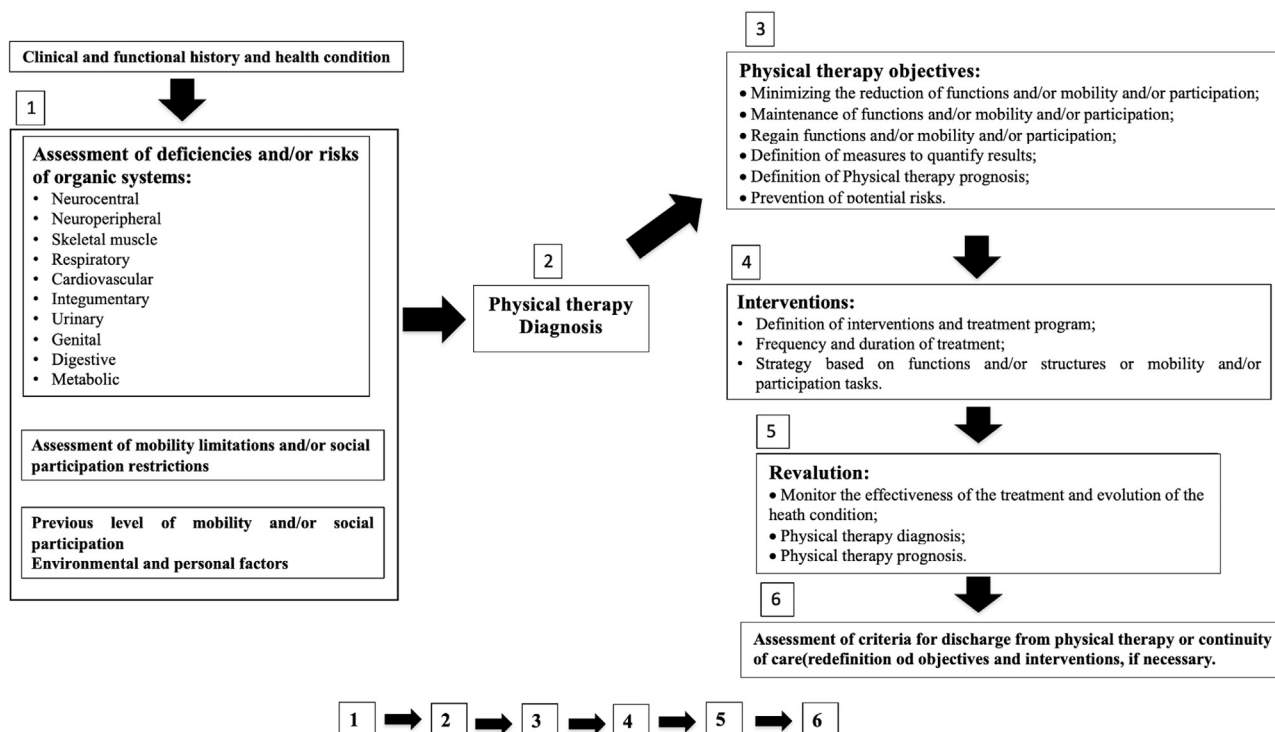 Clinical and functional history and health condition
1
Assessment of deficiencies and/or risks
of organic systems:
• Neurocentral
• Neuroperipheral
• Skeletal muscle
• Respiratory
• Cardiovascular
• Integumentary
• Urinary
• Genital
• Digestive
• Metabolic
Assessment of mobility limitations and/or social
participation restrictions
Previous level of mobility and/or social
participation
Environmental and personal factors
2
Physical therapy
Diagnosis
3
Physical therapy objectives:
• Minimizing the reduction of functions and/or mobility and/or participation;
• Maintenance of functions and/or mobility and/or participation;
• Regain functions and/or mobility and/or participation;
• Definition of measures to quantify results;
• Definition of Physical therapy prognosis;
• Prevention of potential risks.
4
Interventions:
• Definition of interventions and treatment program;
• Frequency and duration of treatment;
• Strategy based on functions and/or structures or mobility and/or
participation tasks.
5
Revalution:
• Monitor the effectiveness of the treatment and evolution of the
heath condition;
• Physical therapy diagnosis;
• Physical therapy prognosis.
6
Assessment of criteria for discharge from physical therapy or continuity
of care(redefinition od objectives and interventions, if necessary.
1 2 3 4 5 6